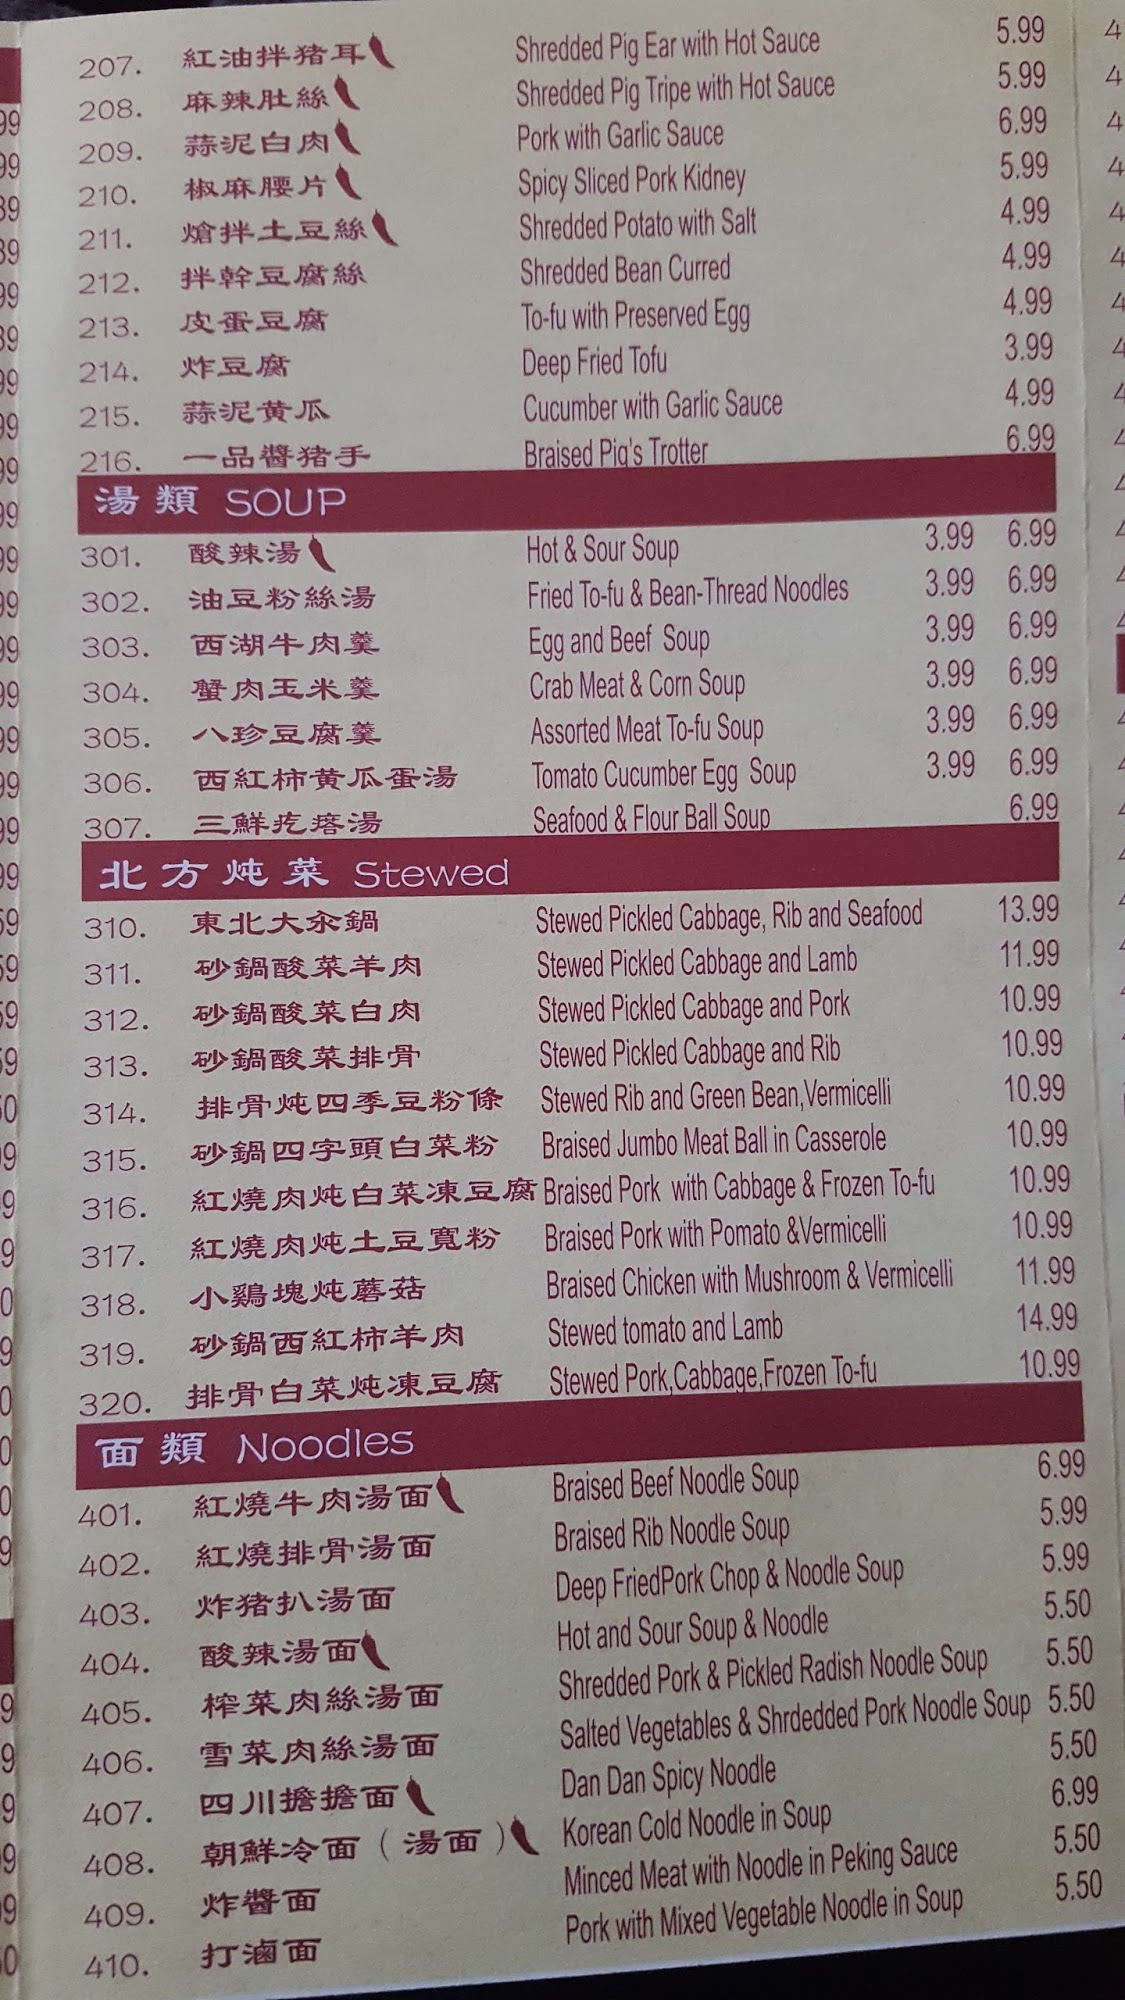 207. 紅油拌猪耳 Shredded Pig Ear with Hot Sauce 5.99
208. 麻辣肚絲 Shredded Pig Tripe with Hot Sauce 5.99
209. 蒜泥白肉 Pork with Garlic Sauce 6.99
210. 椒麻腰片 Spicy Sliced Pork Kidney 5.99
211. 熗拌土豆絲 Shredded Potato with Salt 4.99
212. 拌幹豆腐絲 Shredded Bean Curred 4.99
213. 皮蛋豆腐 To-fu with Preserved Egg 4.99
214. 炸豆腐 Deep Fried Tofu 3.99
215. 蒜泥黄瓜 Cucumber with Garlic Sauce 4.99
216. 一品醬猪手 Braised Pig's Trotter 6.99
湯類 SOUP
301. 酸辣湯 Hot & Sour Soup 3.99 6.99
302. 油豆粉絲湯 Fried To-fu & Bean-Thread Noodles 3.99 6.99
303. 西湖牛肉羹 Egg and Beef Soup 3.99 6.99
304. 蟹肉玉米羹 Crab Meat & Corn Soup 3.99 6.99
305. 八珍豆腐羹 Assorted Meat To-fu Soup 3.99 6.99
306. 西紅柿黄瓜蛋湯 Tomato Cucumber Egg Soup 3.99 6.99
307. 三鮮疙瘩湯 Seafood & Flour Ball Soup 6.99
北方炖菜 Stewed
310. 東北大汆鍋 Stewed Pickled Cabbage, Rib and Seafood 13.99
311. 砂鍋酸菜羊肉 Stewed Pickled Cabbage and Lamb 11.99
312. 砂鍋酸菜白肉 Stewed Pickled Cabbage and Pork 10.99
313. 砂鍋酸菜排骨 Stewed Pickled Cabbage and Rib 10.99
314. 排骨炖四季豆粉條 Stewed Rib and Green Bean,Vermicelli 10.99
315. 砂鍋四字頭白菜粉 Braised Jumbo Meat Ball in Casserole 10.99
316. 紅燒肉炖白菜凍豆腐 Braised Pork with Cabbage & Frozen To-fu 10.99
317. 紅燒肉炖土豆寬粉 Braised Pork with Pomato &Vermicelli 10.99
318. 小鷄塊炖蘑菇 Braised Chicken with Mushroom & Vermicelli 11.99
319. 砂鍋西紅柿羊肉 Stewed tomato and Lamb 14.99
320. 排骨白菜炖凍豆腐 Stewed Pork,Cabbage,Frozen To-fu 10.99
面類 Noodles
401. 紅燒牛肉湯面 Braised Beef Noodle Soup 6.99
402. 紅燒排骨湯面 Braised Rib Noodle Soup 5.99
403. 炸猪扒湯面 Deep FriedPork Chop & Noodle Soup 5.99
404. 酸辣湯面 Hot and Sour Soup & Noodle 5.50
405. 榨菜肉絲湯面 Shredded Pork & Pickled Radish Noodle Soup 5.50
406. 雪菜肉絲湯面 Salted Vegetables & Shrdedded Pork Noodle Soup 5.50
407. 四川擔擔面 Dan Dan Spicy Noodle 5.50
408. 朝鮮冷面（湯面） Korean Cold Noodle in Soup 6.99
409. 炸醬面 Minced Meat with Noodle in Peking Sauce 5.50
410. 打滷面 Pork with Mixed Vegetable Noodle in Soup 5.50